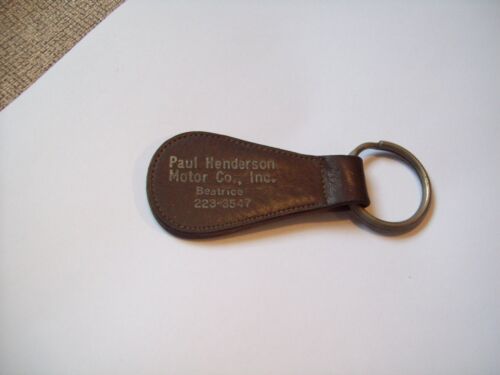 Paul Henderson
Motor Co., Inc.
Beatrice
223-3547